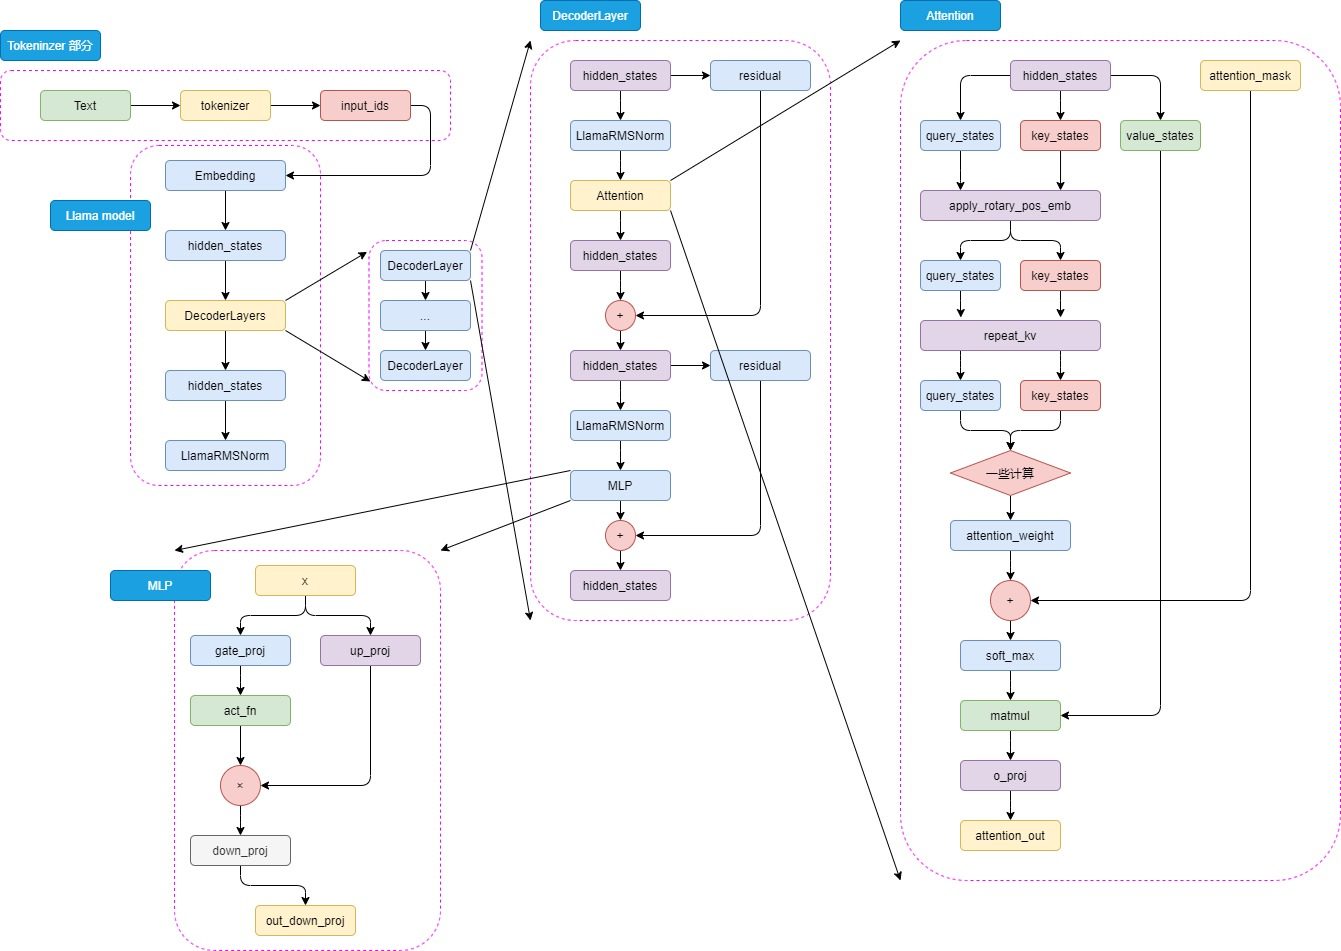 Tokeninzer 部分
Text
tokenizer
input_ids
Llama model
Embedding
hidden_states
DecoderLayers
hidden_states
LlamaRMSNorm
DecoderLayer
...
DecoderLayer
DecoderLayer
hidden_states
residual
LlamaRMSNorm
Attention
hidden_states
+
hidden_states
residual
LlamaRMSNorm
MLP
+
hidden_states
MLP
x
gate_proj
up_proj
act_fn
×
down_proj
out_down_proj
Attention
hidden_states
attention_mask
query_states
key_states
value_states
apply_rotary_pos_emb
query_states
key_states
repeat_kv
query_states
key_states
一些计算
attention_weight
+
soft_max
matmul
o_proj
attention_out